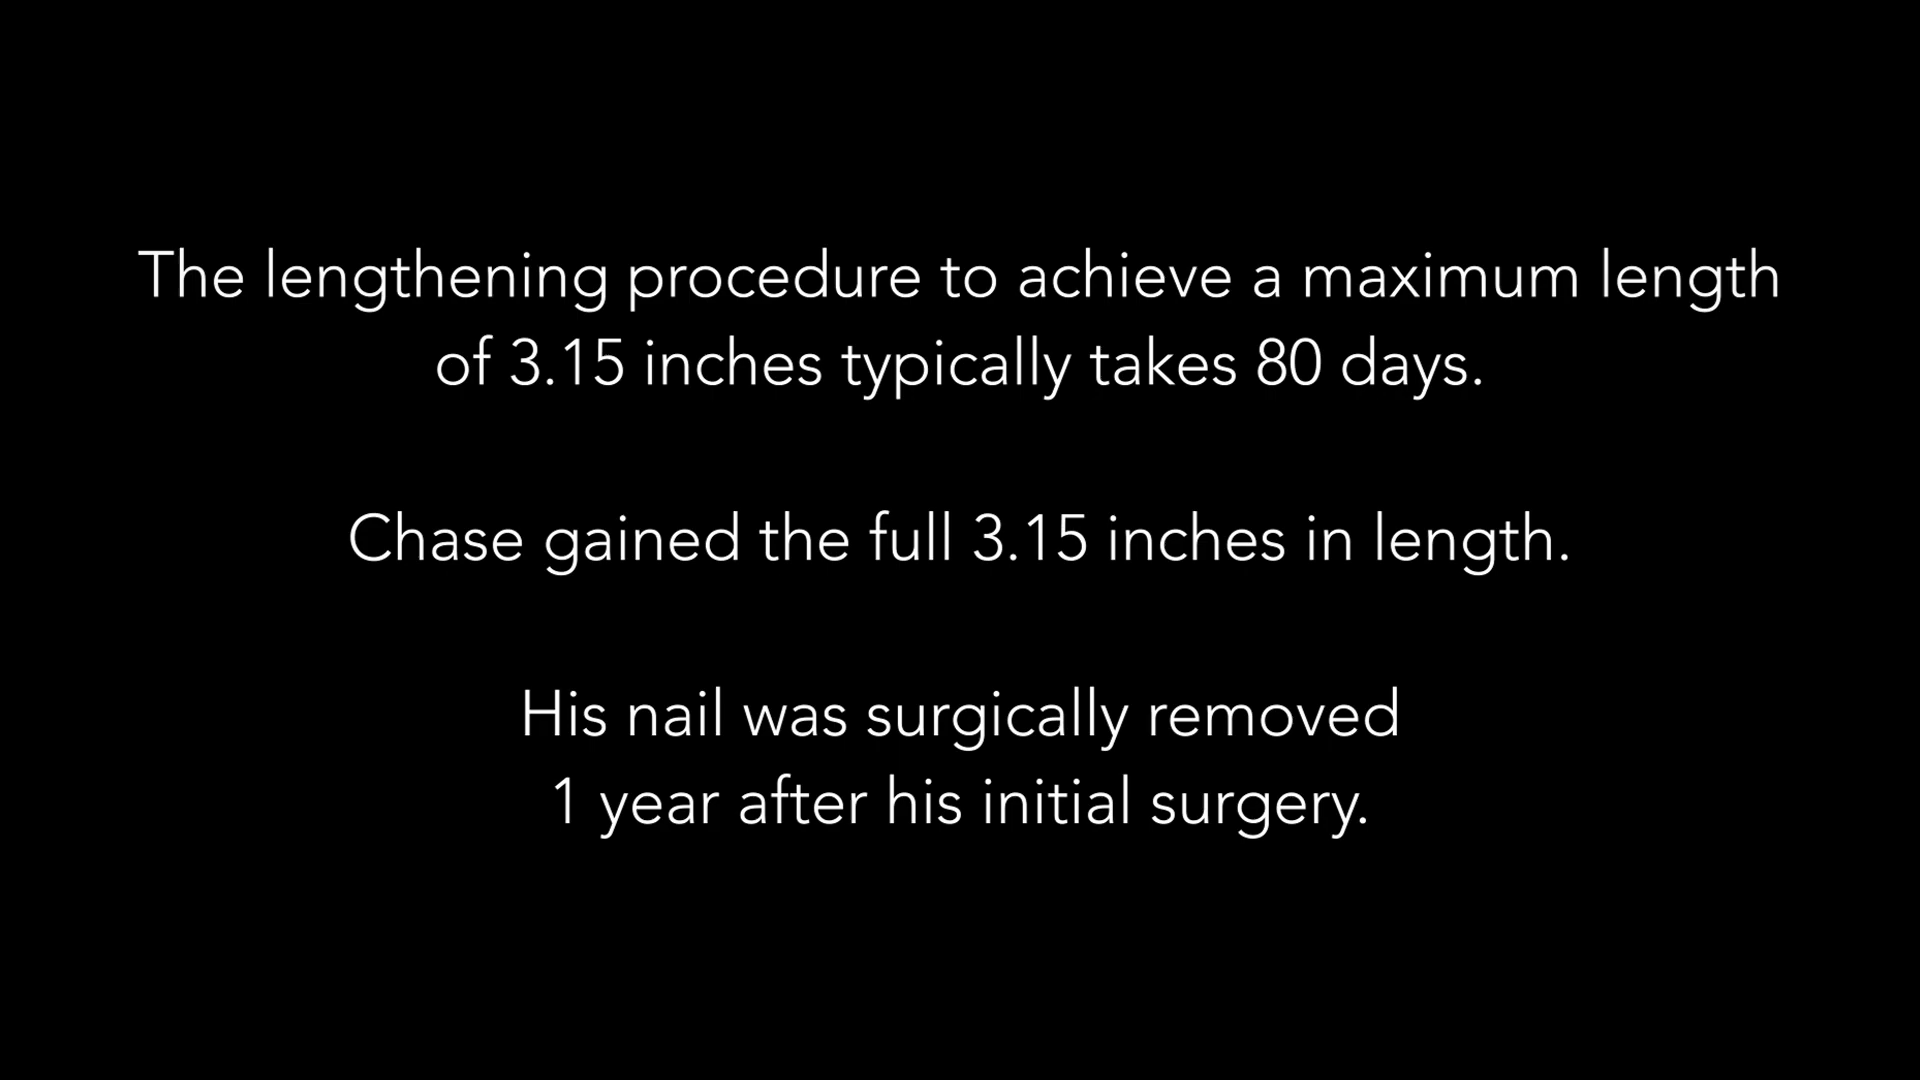 The lengthening procedure to achieve a maximum length
of 3.15 inches typically takes 80 days.
Chase gained the full 3.15 inches in length.
His nail was surgically removed
1 year after his initial surgery.